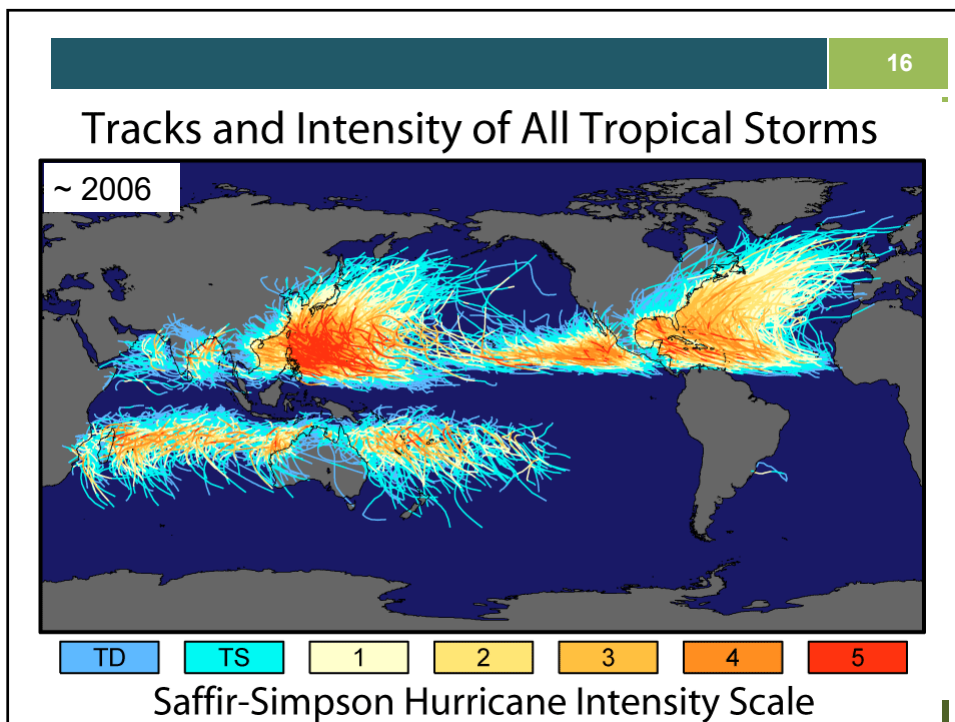 16
Tracks and Intensity of All Tropical Storms
~ 2006
TD TS 1 2 3 4 5
Saffir-Simpson Hurricane Intensity Scale